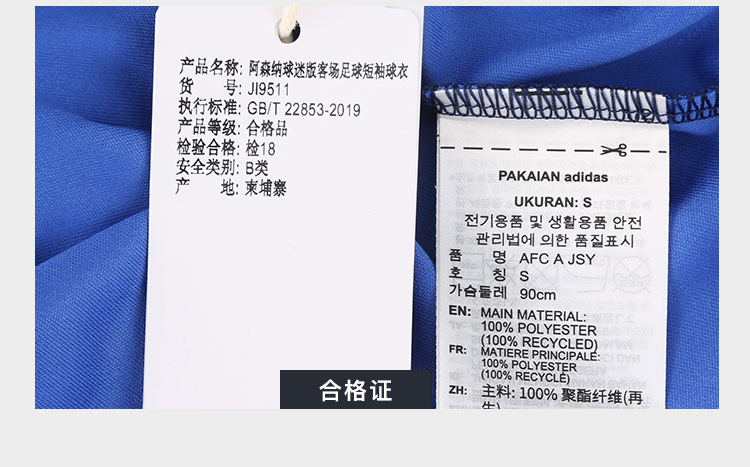 产品名称: 阿森纳球迷版客场足球短袖球衣
货 号: JI9511
执行标准: GB/T 22853-2019
产品等级: 合格品
检验合格: 检18
安全类别: B类
产 地: 柬埔寨
合格证
PAKAIAN adidas
UKURAN: S
전기용품 및 생활용품 안전
관리법에 의한 품질표시
품 명 AFC A JSY
호 칭 S
가슴둘레 90cm
EN: MAIN MATERIAL:
100% POLYESTER
(100% RECYCLED)
FR: MATIERE PRINCIPALE:
100% POLYESTER
(100% RECYCLÉ)
ZH: 主料: 100% 聚酯纤维(再
生)